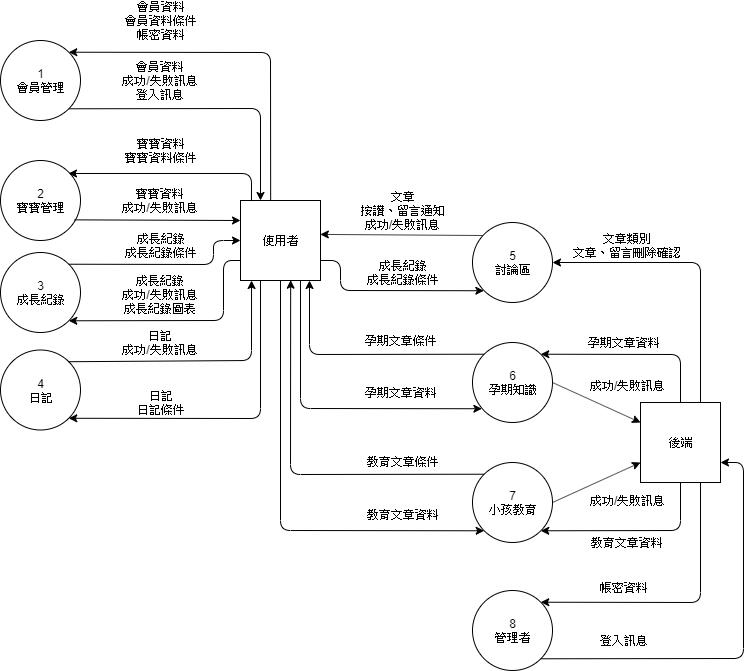 會員資料
會員資料條件
帳密資料
1
會員管理
會員資料
成功/失敗訊息
登入訊息
寶寶資料
寶寶資料條件
2
寶寶管理
寶寶資料
成功/失敗訊息
使用者
成長紀錄
成長紀錄條件
3
成長紀錄
成長紀錄
成功/失敗訊息
成長紀錄圖表
日記
成功/失敗訊息
4
日記
日記
日記條件
文章
按讚、留言通知
成功/失敗訊息
5
討論區
成長紀錄
成長紀錄條件
文章類別
文章、留言刪除確認
孕期文章條件
6
孕期知識
孕期文章資料
孕期文章資料
成功/失敗訊息
後端
教育文章條件
7
小孩教育
教育文章資料
成功/失敗訊息
教育文章資料
帳密資料
8
管理者
登入訊息